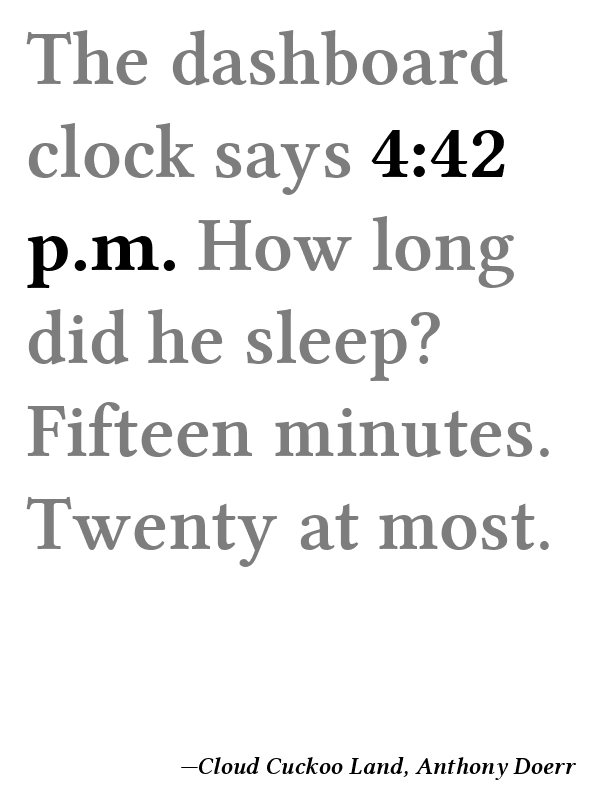 The dashboard
clock says 4:42
p.m. How long
did he sleep?
Fifteen minutes.
Twenty at most.
—Cloud Cuckoo Land, Anthony Doerr